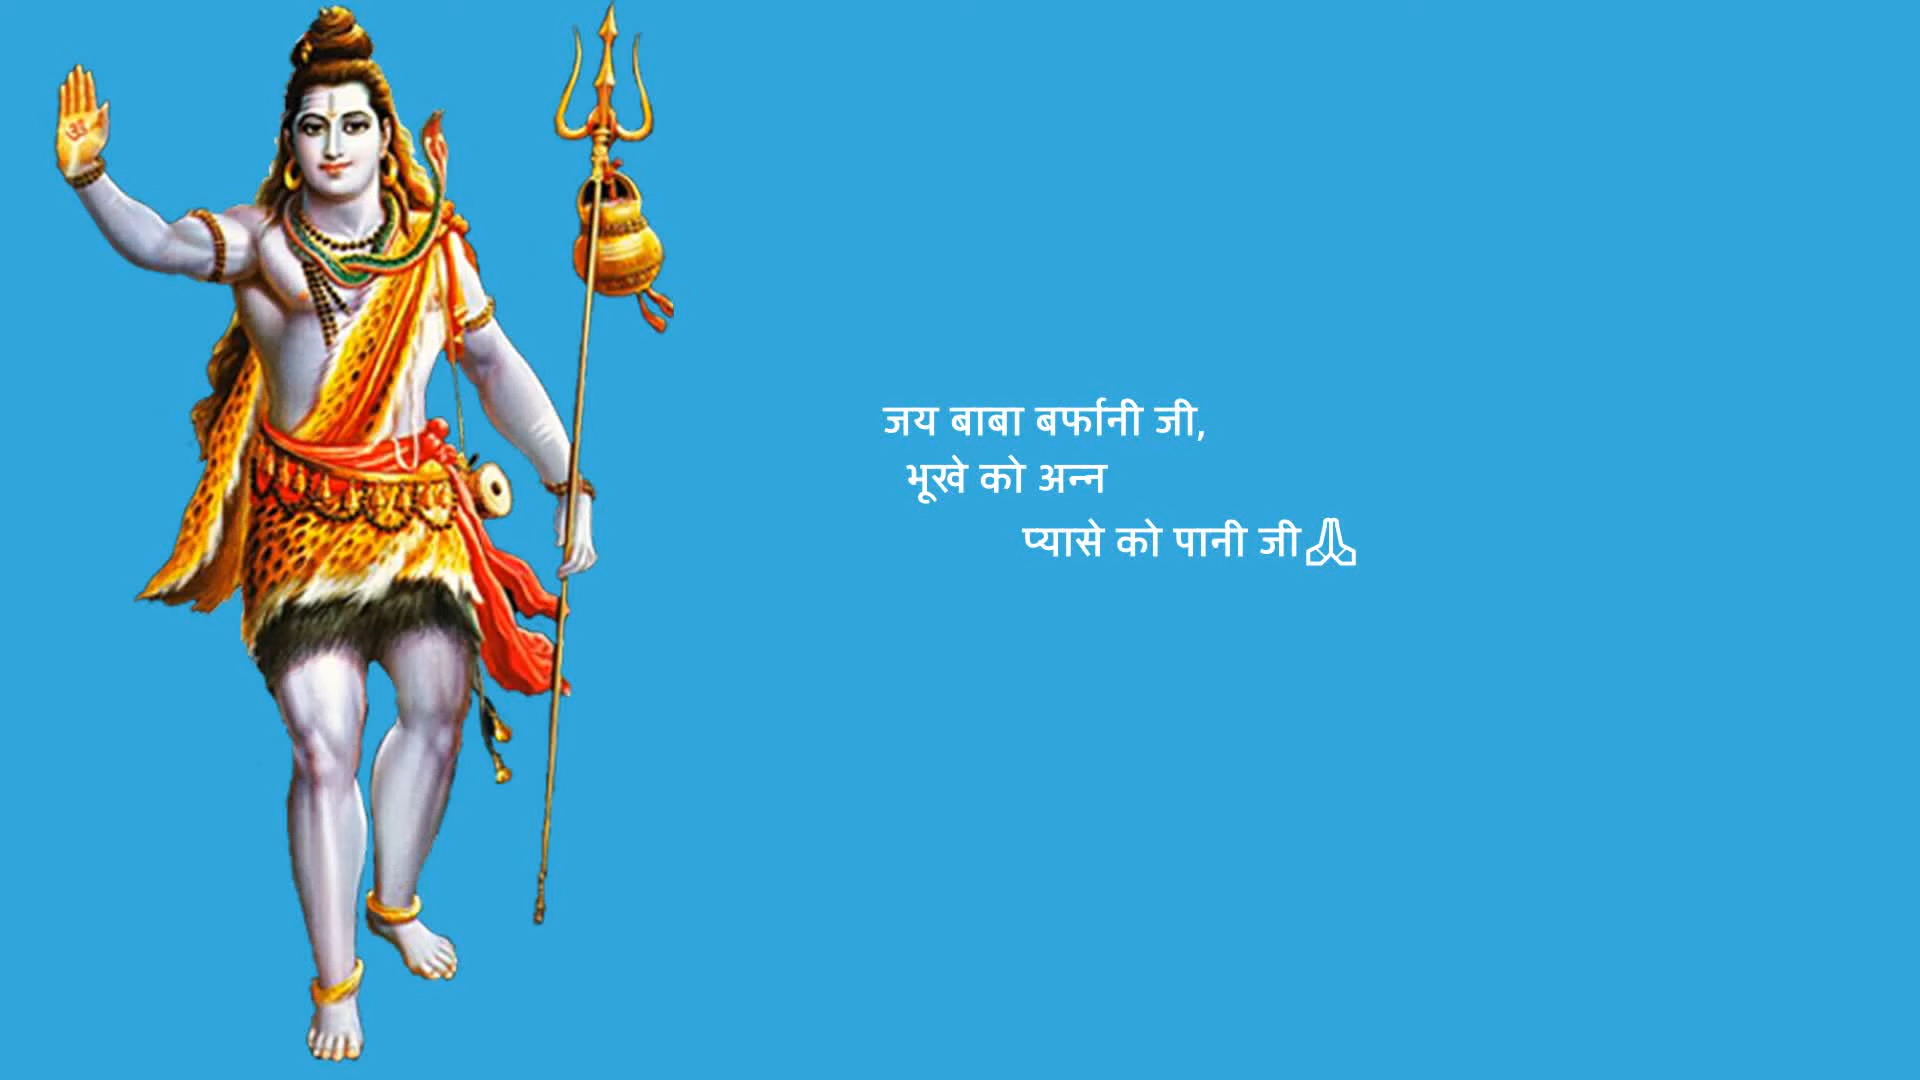 ॐ
जय बाबा बर्फानी जी,
भूखे को अन्न
प्यासे को पानी जी🙏